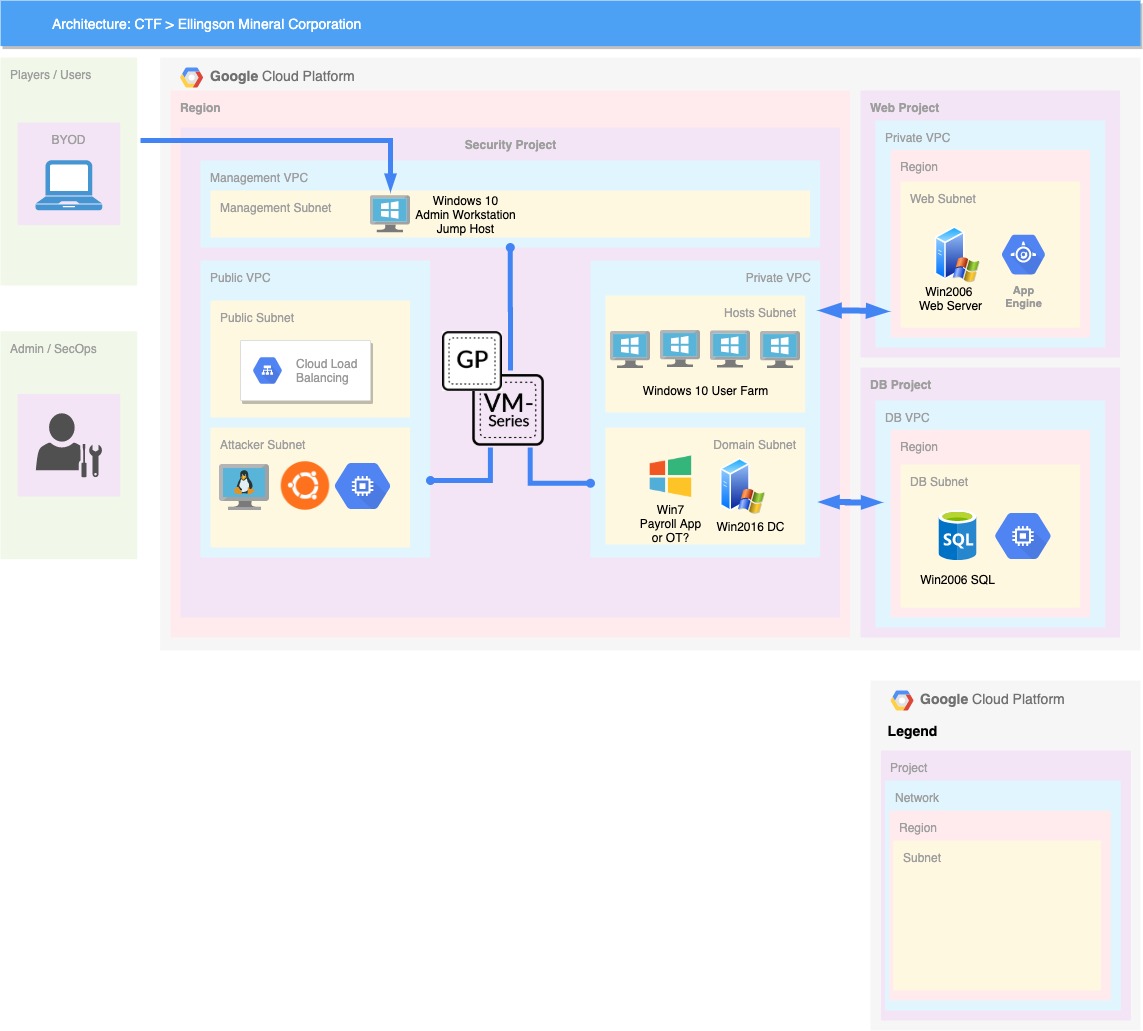 Architecture: CTF > Ellingson Mineral Corporation
Players / Users
BYOD
Admin / SecOps
Google Cloud Platform
Region
Security Project
Management VPC
Management Subnet
Windows 10
Admin Workstation
Jump Host
Public VPC
Public Subnet
Cloud Load
Balancing
Attacker Subnet
GP
VM-
Series
Private VPC
Hosts Subnet
Windows 10 User Farm
Domain Subnet
Win7
Payroll App
or OT?
Win2016 DC
Web Project
Private VPC
Region
Web Subnet
Win2006
Web Server
App
Engine
DB Project
DB VPC
Region
DB Subnet
SQL
Win2006 SQL
Google Cloud Platform
Legend
Project
Network
Region
Subnet